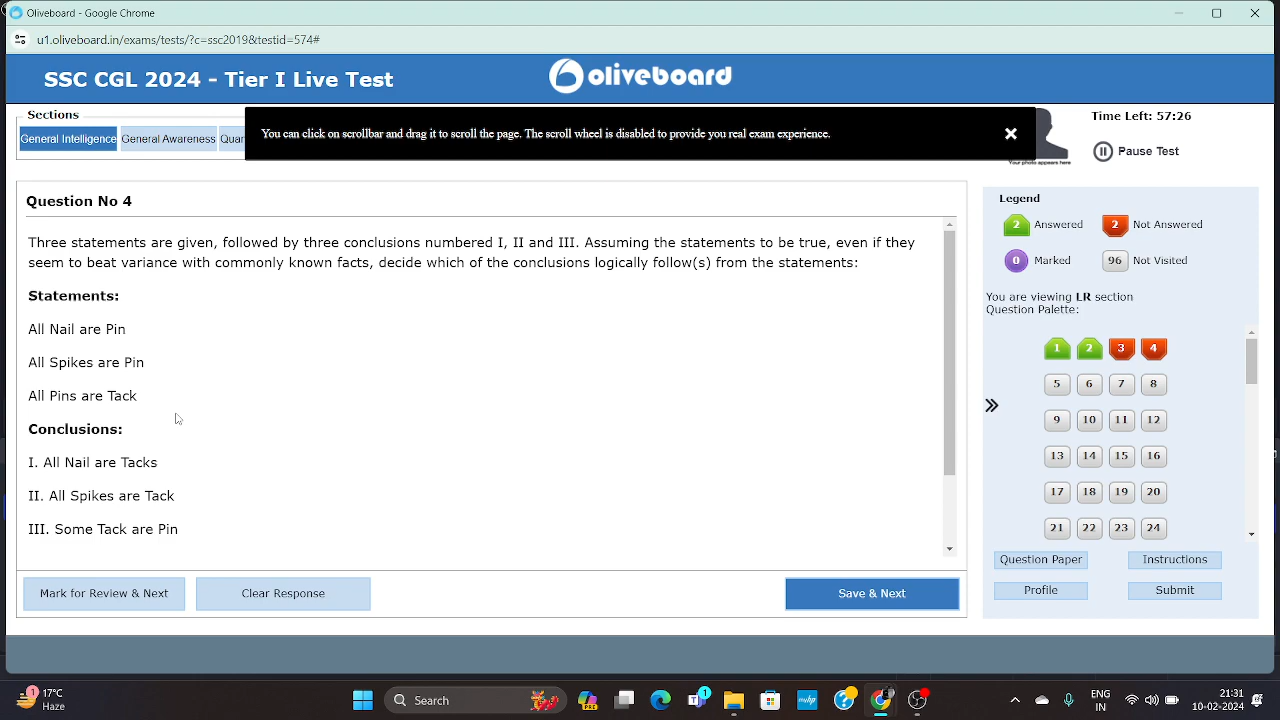 Oliveboard - Google Chrome
u1.oliveboard.in/exams/tests/?c=ssc2019&testid=574#
SSC CGL 2024 - Tier I Live Test
oliveboard
Sections
General Intelligence General Awareness Quar
You can click on scrollbar and drag it to scroll the page. The scroll wheel is disabled to provide you real exam experience.
Your photo appears here
Time Left: 57:26
Pause Test
Question No 4
Three statements are given, followed by three conclusions numbered I, II and III. Assuming the statements to be true, even if they
seem to beat variance with commonly known facts, decide which of the conclusions logically follow(s) from the statements:
Statements:
All Nail are Pin
All Spikes are Pin
All Pins are Tack
Conclusions:
I. All Nail are Tacks
II. All Spikes are Tack
III. Some Tack are Pin
Mark for Review & Next
Clear Response
Save & Next
Legend
2 Answered
2 Not Answered
0 Marked
96 Not Visited
You are viewing LR section
Question Palette:
1 2 3 4
5 6 7 8
9 10 11 12
13 14 15 16
17 18 19 20
21 22 23 24
Question Paper
Instructions
Profile
Submit
17°C
Haze
Search
1
ENG
IN
21:31
10-02-2024